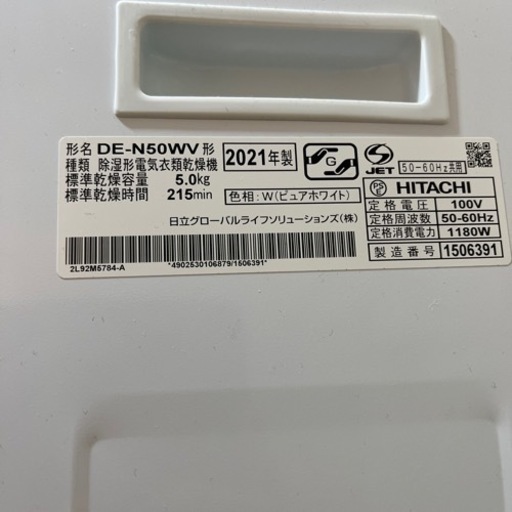 形名 DE-N50WV 形
種類 除湿形電気衣類乾燥機
標準乾燥容量 5.0kg
標準乾燥時間 215min
2021年製
G
色相:W(ピュアホワイト)
日立グローバルライフソリューションズ(株)
2L92M5784-A
*4902530106879/1506391*
S
JET
50-60Hz共用
PS
E
HITACHI
定格電圧 100V
定格周波数 50-60Hz
定格消費電力 1180W
製造番号 1506391